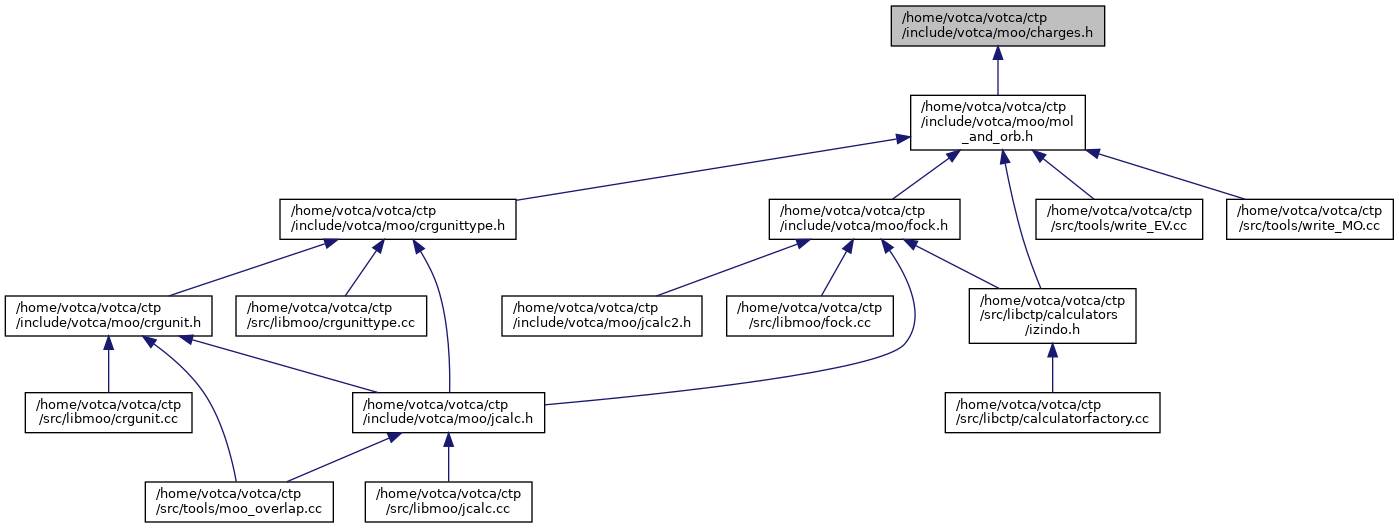 /home/votca/votca/ctp
/include/votca/moo/charges.h
/home/votca/votca/ctp
/include/votca/moo/mol
_and_orb.h
/home/votca/votca/ctp
/include/votca/moo/crgunittype.h
/home/votca/votca/ctp
/include/votca/moo/fock.h
/home/votca/votca/ctp
/src/tools/write_EV.cc
/home/votca/votca/ctp
/src/tools/write_MO.cc
/home/votca/votca/ctp
/include/votca/moo/crgunit.h
/home/votca/votca/ctp
/src/libmoo/crgunittype.cc
/home/votca/votca/ctp
/include/votca/moo/jcalc2.h
/home/votca/votca/ctp
/src/libmoo/fock.cc
/home/votca/votca/ctp
/src/libctp/calculators
/izindo.h
/home/votca/votca/ctp
/src/libmoo/crgunit.cc
/home/votca/votca/ctp
/include/votca/moo/jcalc.h
/home/votca/votca/ctp
/src/libctp/calculatorfactory.cc
/home/votca/votca/ctp
/src/tools/moo_overlap.cc
/home/votca/votca/ctp
/src/libmoo/jcalc.cc